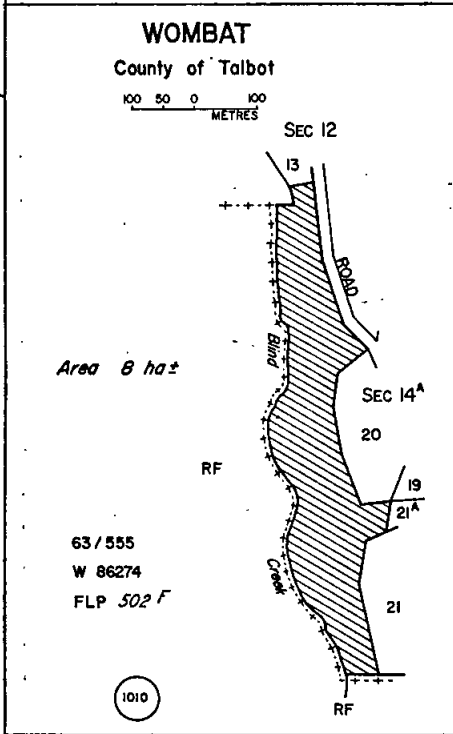 WOMBAT
County of Talbot
100 50 0 100
METRES
SEC 12
13
ROAD
Blind
Area 8 ha ±
SEC 14A
20
RF
19
21A
63/555
W 86274
FLP 502 F
Creek
21
1010
RF